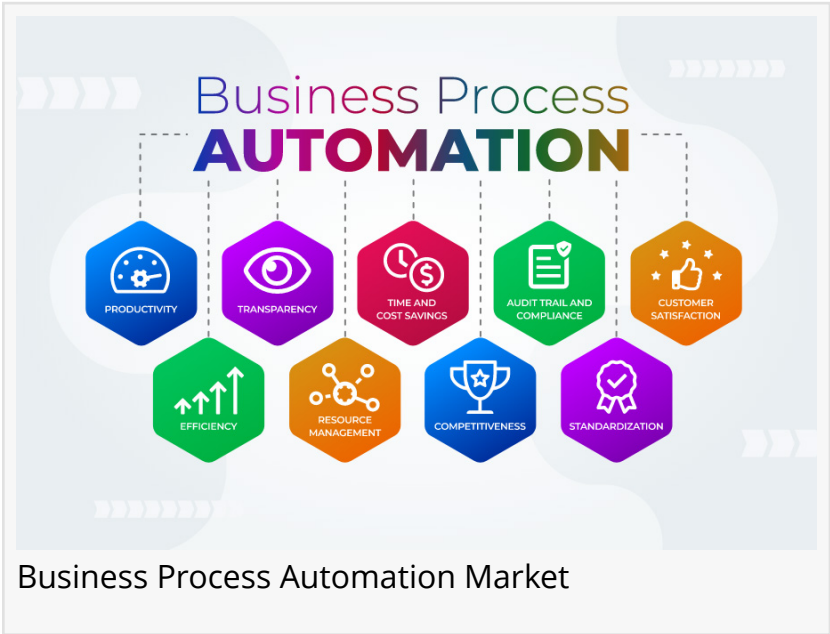 Business Process
AUTOMATION
PRODUCTIVITY
TRANSPARENCY
TIME AND
COST SAVINGS
AUDIT TRAIL AND
COMPLIANCE
CUSTOMER
SATISFACTION
EFFICIENCY
RESOURCE
MANAGEMENT
COMPETITIVENESS
STANDARDIZATION
Business Process Automation Market